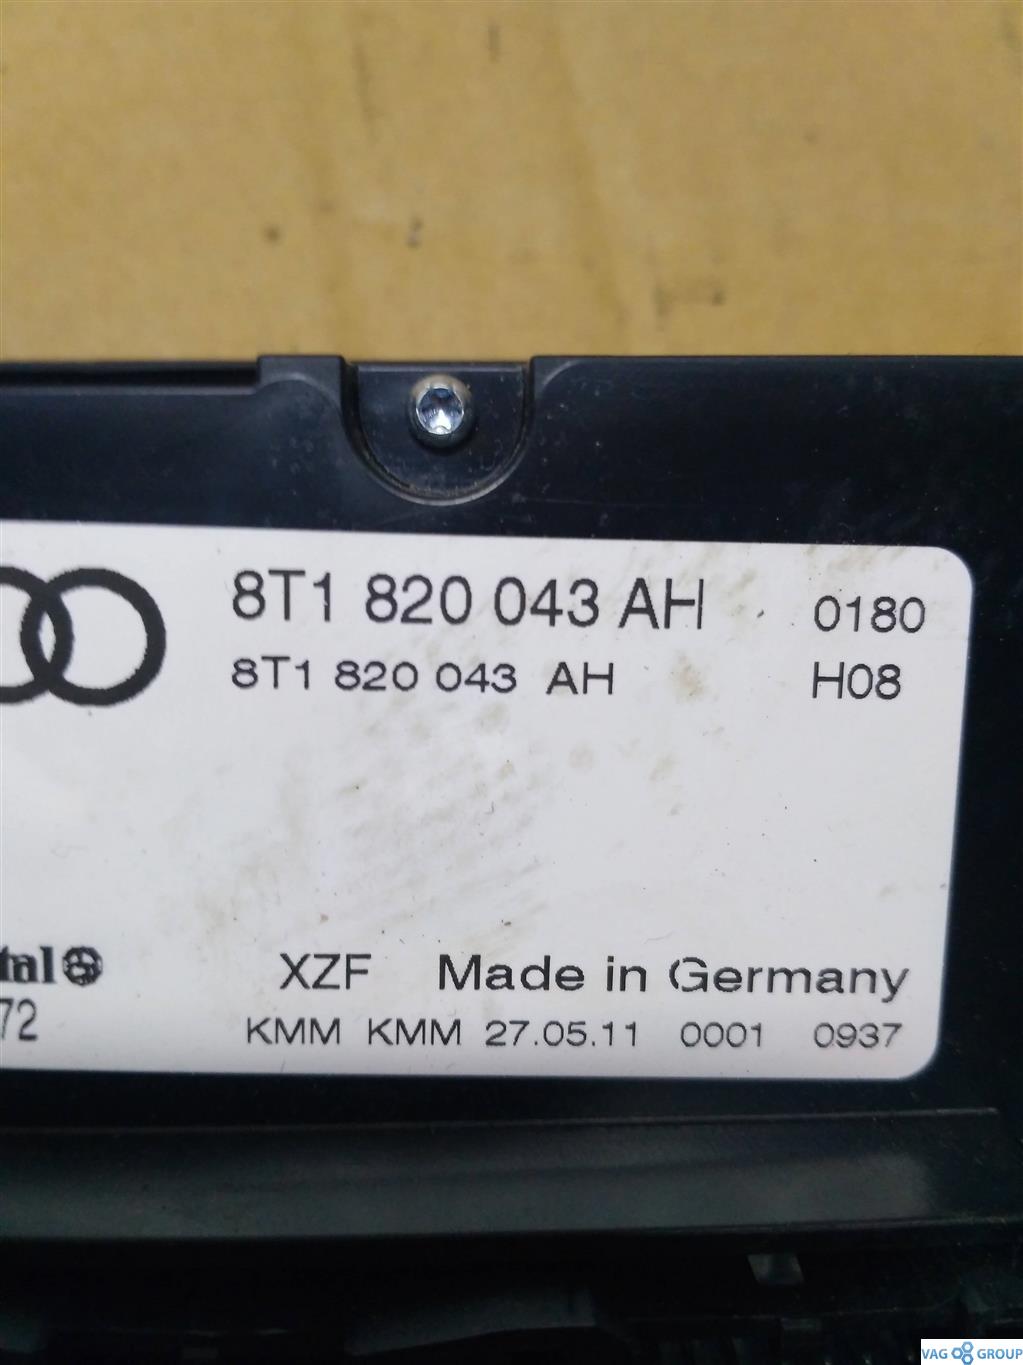 8T1 820 043 AH 0180
8T1 820 043 AH H08
XZF Made in Germany
72
KMM KMM 27.05.11 0001 0937
VAG GROUP